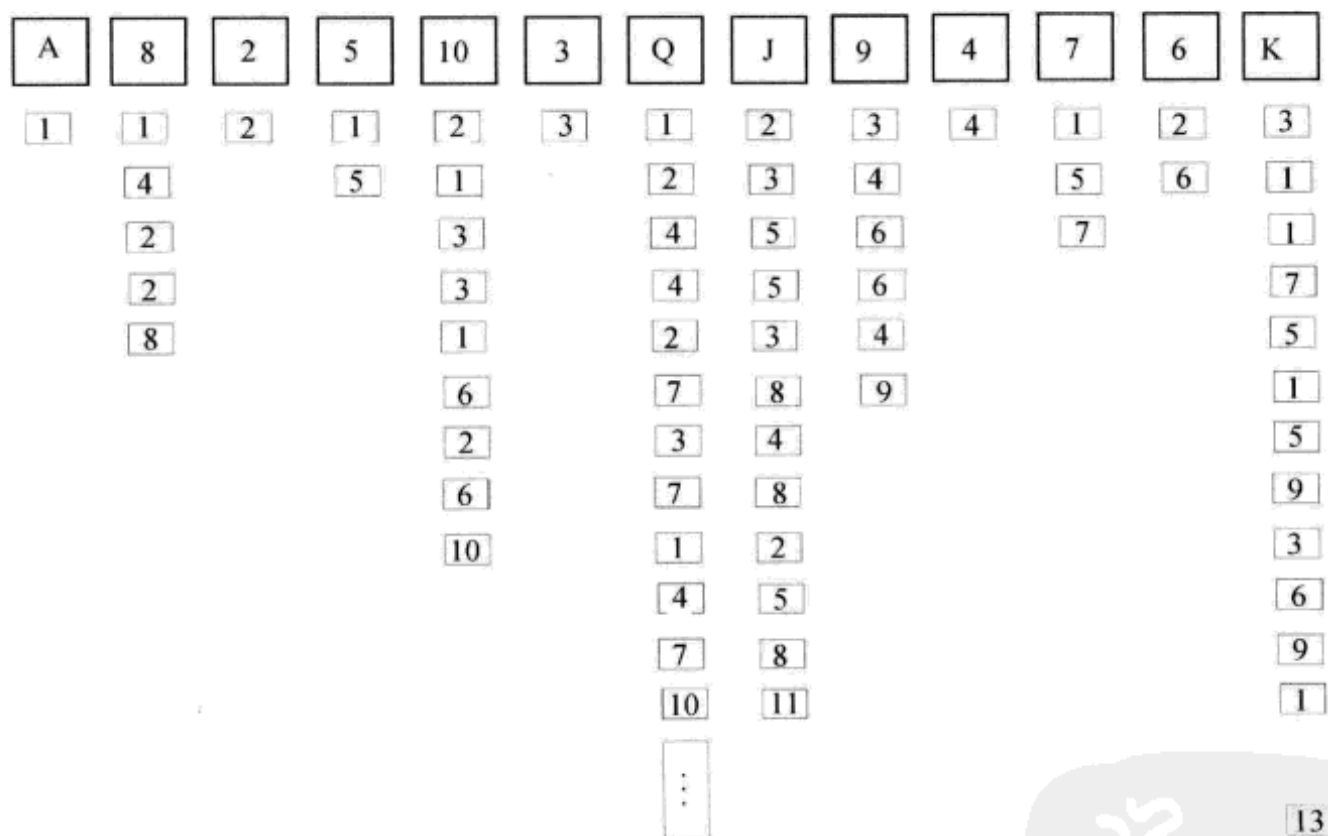 A 8 2 5 10 3 Q J 9 4 7 6 K
1 1 2 1 2 3 1 2 3 4 1 2 3
4 5 1 2 3 4 5 6 1
2 3 4 5 6 7 1
2 3 4 5 6 7
8 1 2 3 4 5
6 7 8 9 1
2 3 4 5
6 7 8 9
10 1 2 3
4 5 6
7 8 9
10 11 1
⋮
13